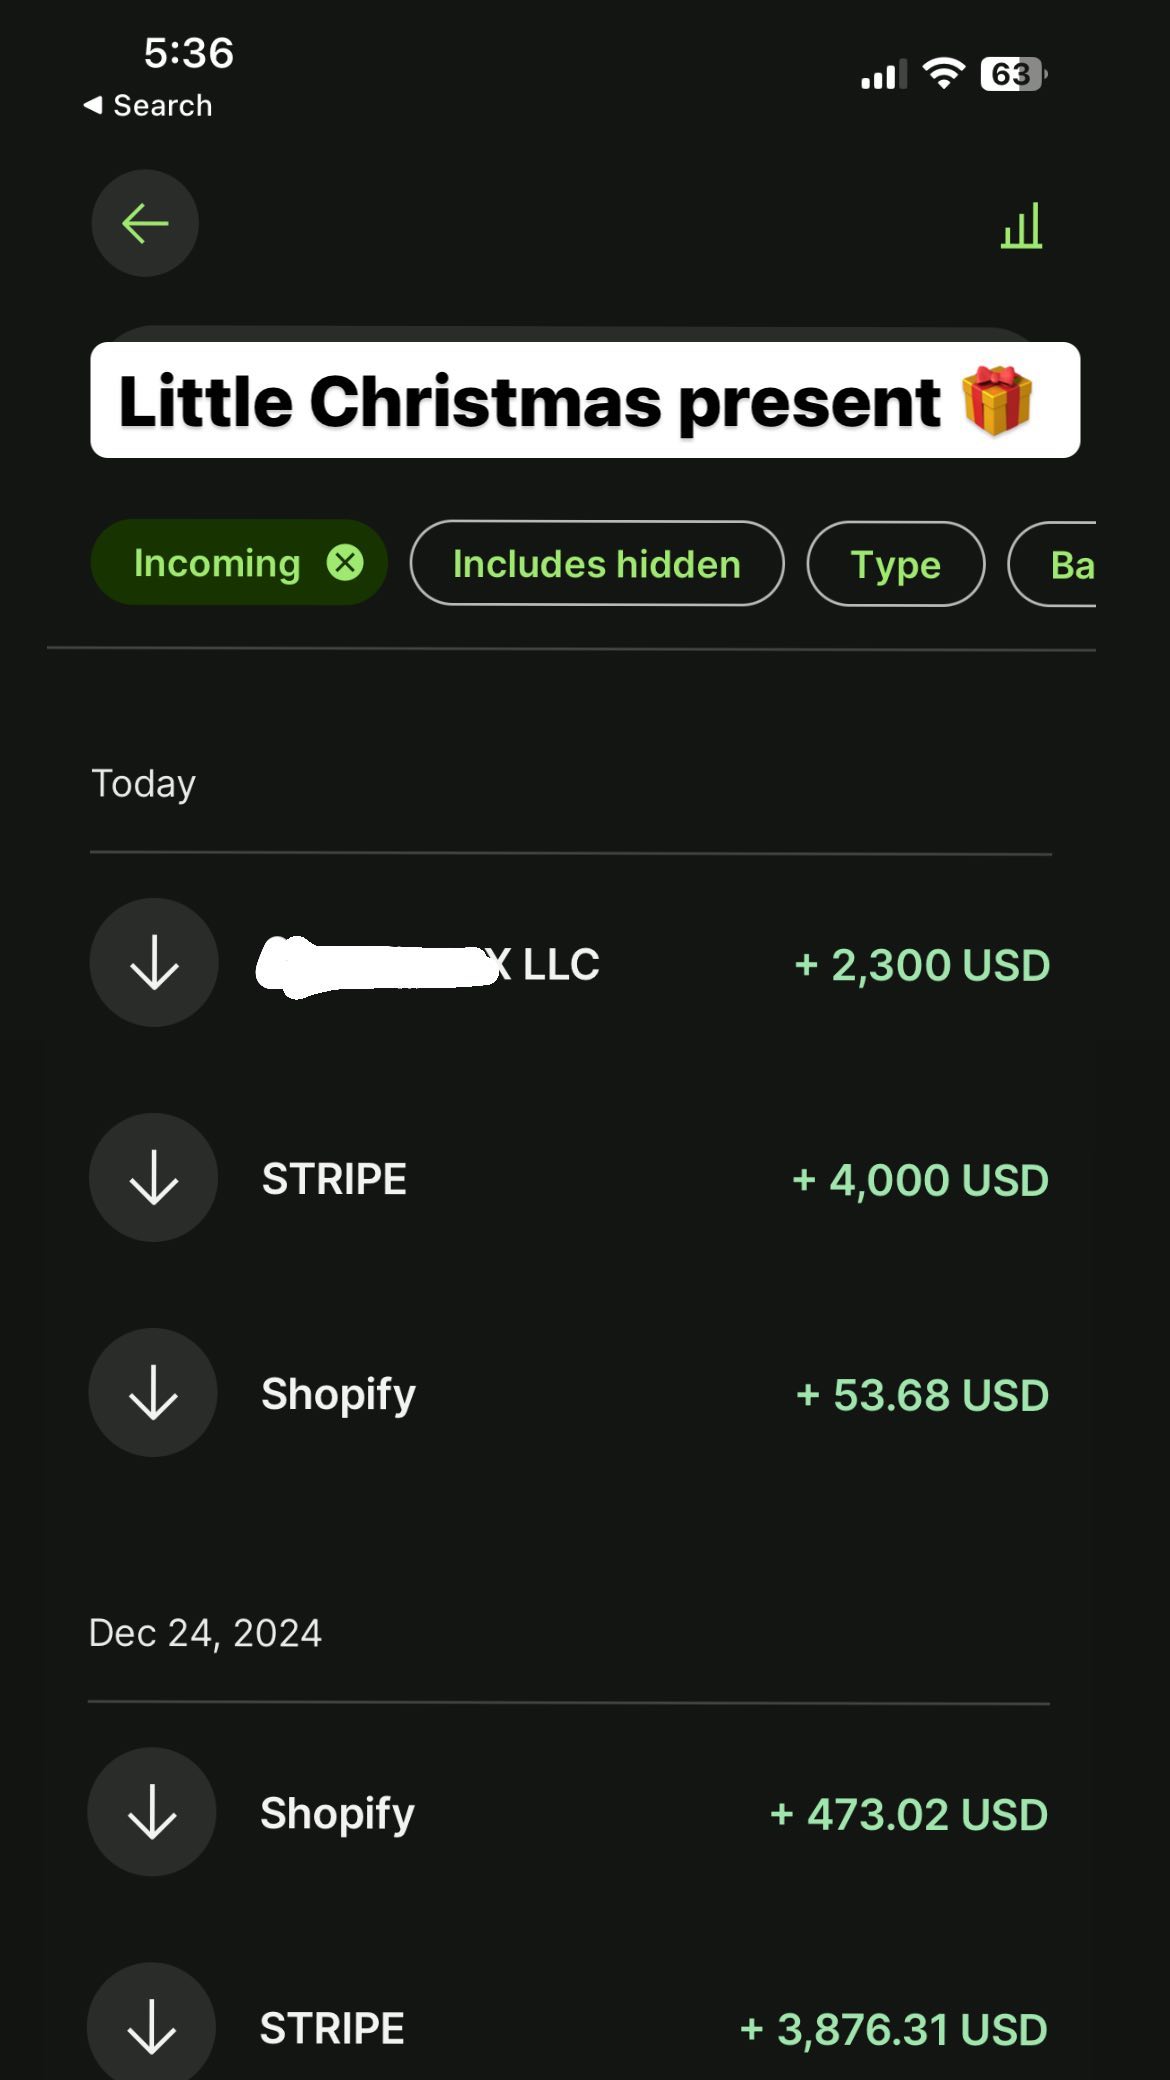 5:36
63
◀ Search
Little Christmas present 🎁
Incoming
Includes hidden
Type
Ba
Today
X LLC
+ 2,300 USD
STRIPE
+ 4,000 USD
Shopify
+ 53.68 USD
Dec 24, 2024
Shopify
+ 473.02 USD
STRIPE
+ 3,876.31 USD